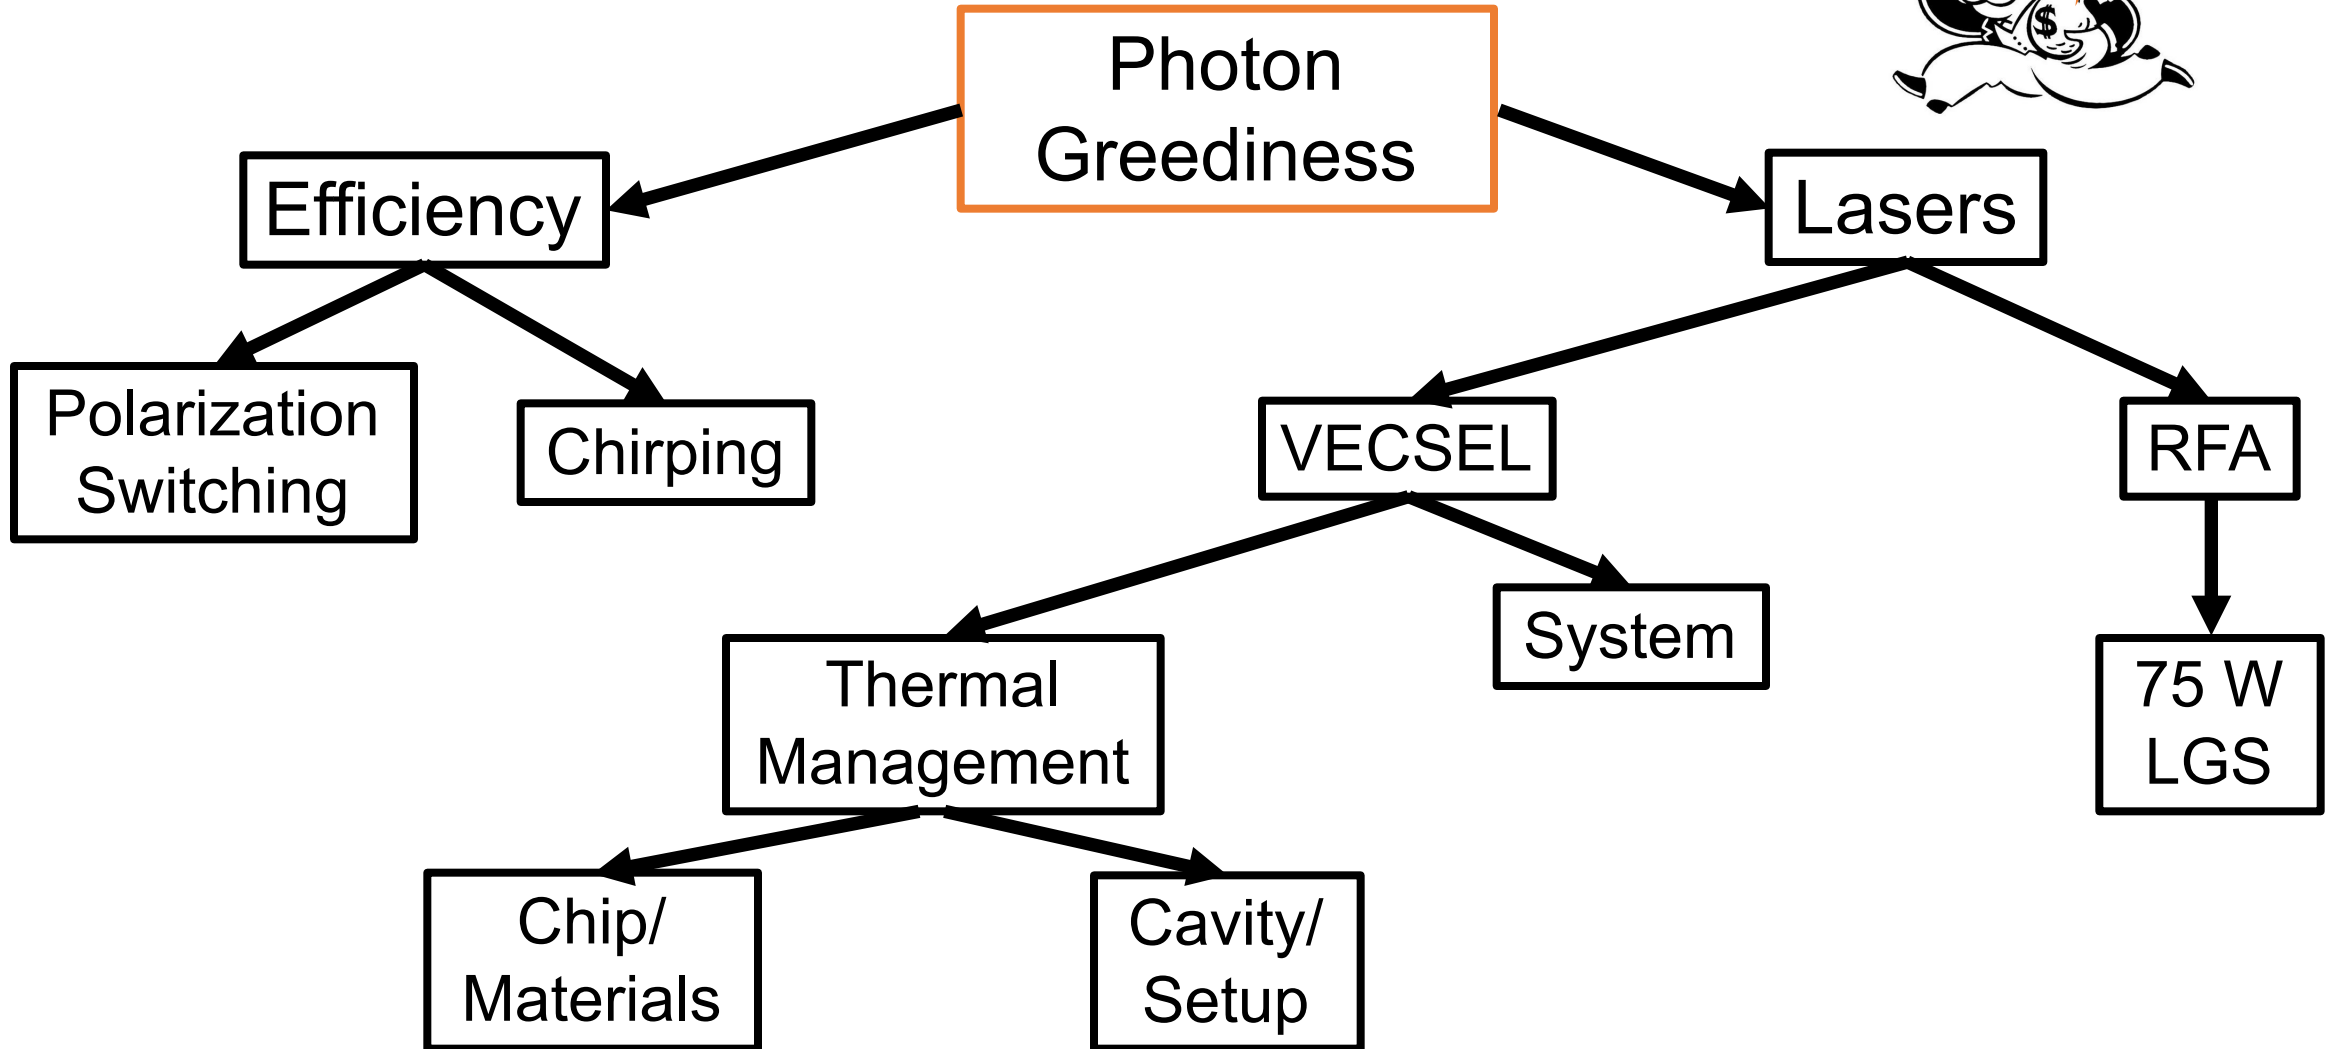 $
Photon
Greediness
Efficiency
Lasers
Polarization
Switching
Chirping
VECSEL
RFA
Thermal
Management
System
75 W
LGS
Chip/
Materials
Cavity/
Setup